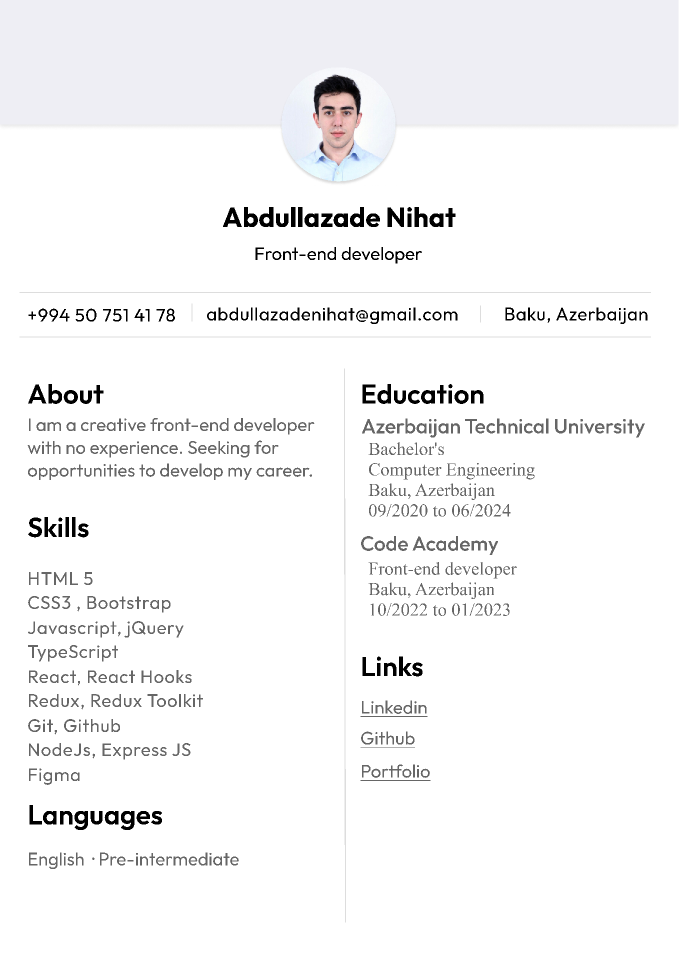 Abdullazade Nihat
Front-end developer
+994 50 751 41 78
abdullazadenihat@gmail.com
Baku, Azerbaijan
About
I am a creative front-end developer
with no experience. Seeking for
opportunities to develop my career.
Skills
HTML 5
CSS3 , Bootstrap
Javascript, jQuery
TypeScript
React, React Hooks
Redux, Redux Toolkit
Git, Github
NodeJs, Express JS
Figma
Languages
English · Pre-intermediate
Education
Azerbaijan Technical University
Bachelor's
Computer Engineering
Baku, Azerbaijan
09/2020 to 06/2024
Code Academy
Front-end developer
Baku, Azerbaijan
10/2022 to 01/2023
Links
Linkedin
Github
Portfolio